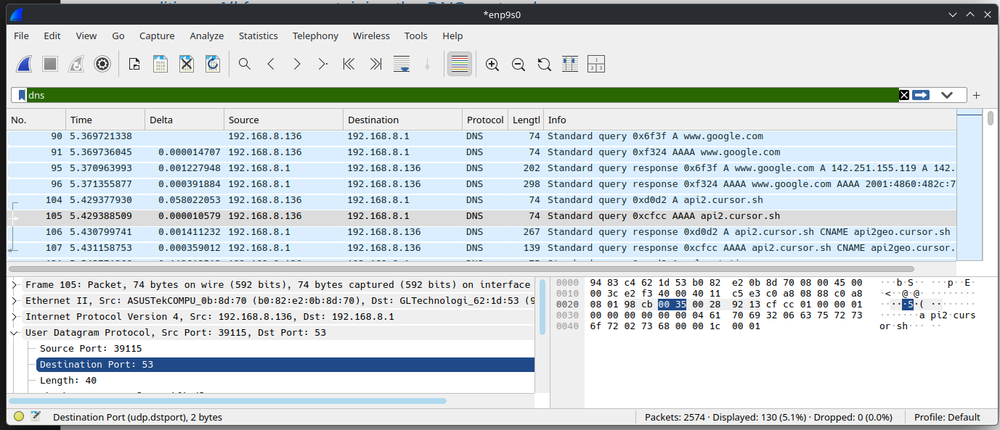 *enp9s0
File Edit View Go Capture Analyze Statistics Telephony Wireless Tools Help
dns
No. Time Delta Source Destination Protocol Lengtl Info
90 5.369721338 192.168.8.136 192.168.8.1 DNS 74 Standard query 0x6f3f A www.google.com
91 5.369736045 0.000014707 192.168.8.136 192.168.8.1 DNS 74 Standard query 0xf324 AAAA www.google.com
95 5.370963993 0.001227948 192.168.8.1 192.168.8.136 DNS 202 Standard query response 0x6f3f A www.google.com A 142.251.155.119 A 142.
96 5.371355877 0.000391884 192.168.8.1 192.168.8.136 DNS 298 Standard query response 0xf324 AAAA www.google.com AAAA 2001:4860:482c:7
104 5.429377930 0.058022053 192.168.8.136 192.168.8.1 DNS 74 Standard query 0xd0d2 A api2.cursor.sh
105 5.429388509 0.000010579 192.168.8.136 192.168.8.1 DNS 74 Standard query 0xcfcc AAAA api2.cursor.sh
106 5.430799741 0.001411232 192.168.8.1 192.168.8.136 DNS 267 Standard query response 0xd0d2 A api2.cursor.sh CNAME api2geo.cursor.sh
107 5.431158753 0.000359012 192.168.8.1 192.168.8.136 DNS 139 Standard query response 0xcfcc AAAA api2.cursor.sh CNAME api2geo.cursor.
Frame 105: Packet, 74 bytes on wire (592 bits), 74 bytes captured (592 bits) on interface
Ethernet II, Src: ASUSTekCOMPU_0b:8d:70 (b0:82:e2:0b:8d:70), Dst: GLTechnologi_62:1d:53 (9
Internet Protocol Version 4, Src: 192.168.8.136, Dst: 192.168.8.1
User Datagram Protocol, Src Port: 39115, Dst Port: 53
Source Port: 39115
Destination Port: 53
Length: 40
0000 94 83 c4 62 1d 53 b0 82 e2 0b 8d 70 08 00 45 00 ···b·S·· ···p··E·
0010 00 3c e2 f3 40 00 40 11 c5 e3 c0 a8 08 88 c0 a8 ·<··@·@· ········
0020 08 01 98 cb 00 35 00 28 92 13 cf cc 01 00 00 01 ·····5·( ········
0030 00 00 00 00 00 00 04 61 70 69 32 06 63 75 72 73 ·······a pi2·curs
0040 6f 72 02 73 68 00 00 1c 00 01 or·sh··· ··
Destination Port (udp.dstport), 2 bytes
Packets: 2574 · Displayed: 130 (5.1%) · Dropped: 0 (0.0%)
Profile: Default